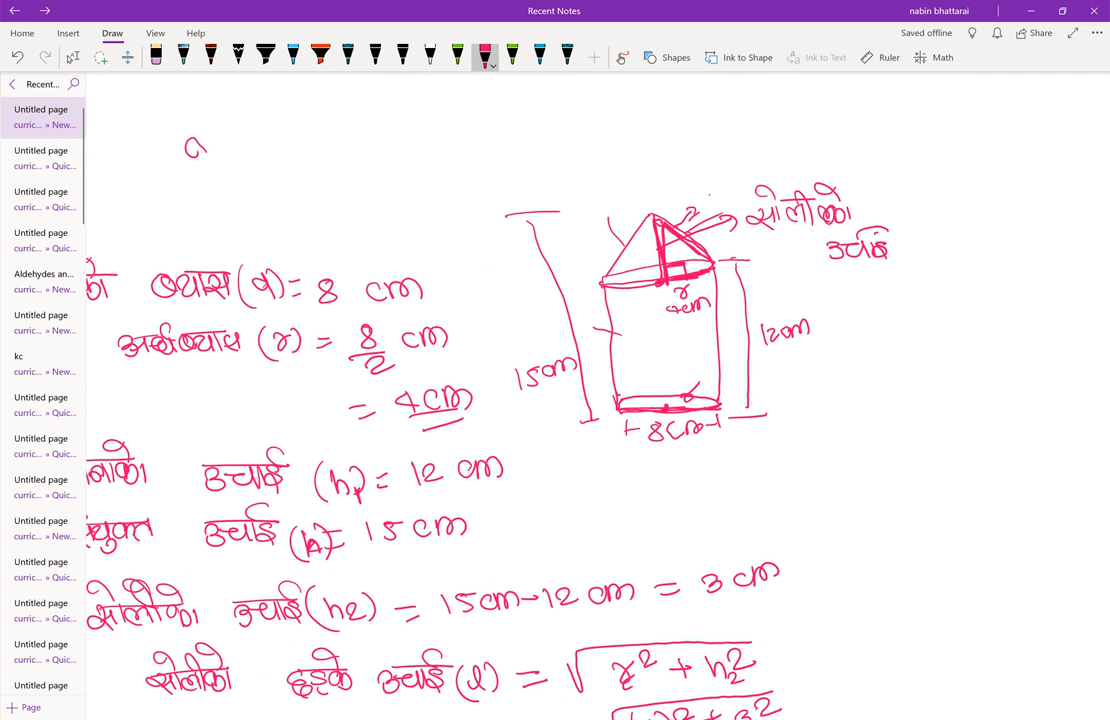 Recent Notes
nabin bhattarai
Home Insert Draw View Help
Saved offline
Share
Shapes
Ink to Shape
Ink to Text
Ruler
Math
Recent...
Untitled page
curric... » New...
Untitled page
curric... » Quic...
Untitled page
curric... » Quic...
Untitled page
curric... » Quic...
Aldehydes an...
curric... » New...
Untitled page
curric... » New...
kc
curric... » New...
Untitled page
curric... » Quic...
Untitled page
curric... » Quic...
Untitled page
curric... » Quic...
Untitled page
curric... » New...
Untitled page
curric... » Quic...
Untitled page
curric... » Quic...
Untitled page
curric... » Quic...
Untitled page
+ Page
a
सोलीको
उचाई
व्यास (d) = 8 cm
अर्धव्यास (r) = 8/2 cm
= 4cm
r
4cm
12cm
15cm
8cm
उचाई (h1) = 12 cm
संयुक्त उचाई (h) = 15 cm
सोलीको उचाई (h2) = 15cm - 12 cm = 3 cm
सोलीको छड्के उचाई (l) = √r² + h2²